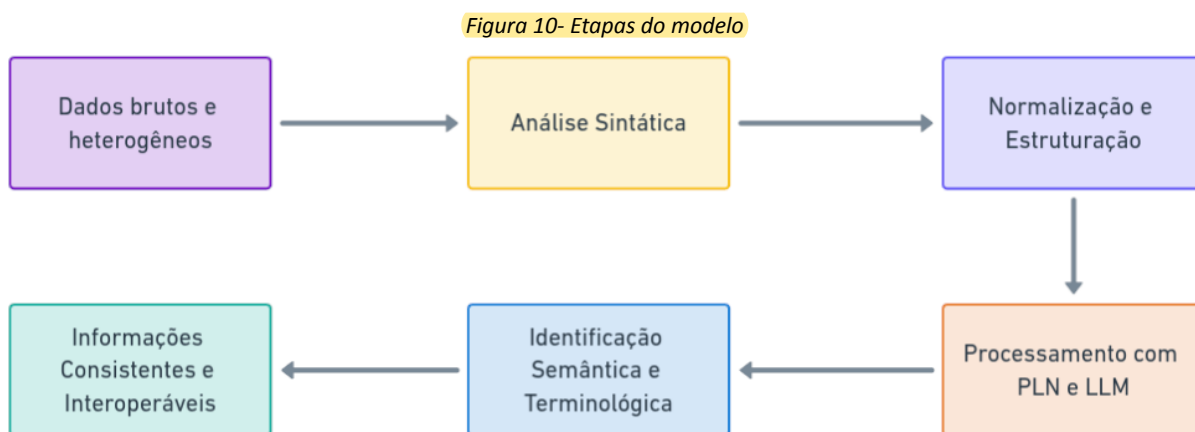 Figura 10- Etapas do modelo
Dados brutos e
heterogêneos
Análise Sintática
Normalização e
Estruturação
Processamento com
PLN e LLM
Identificação
Semântica e
Terminológica
Informações
Consistentes e
Interoperáveis